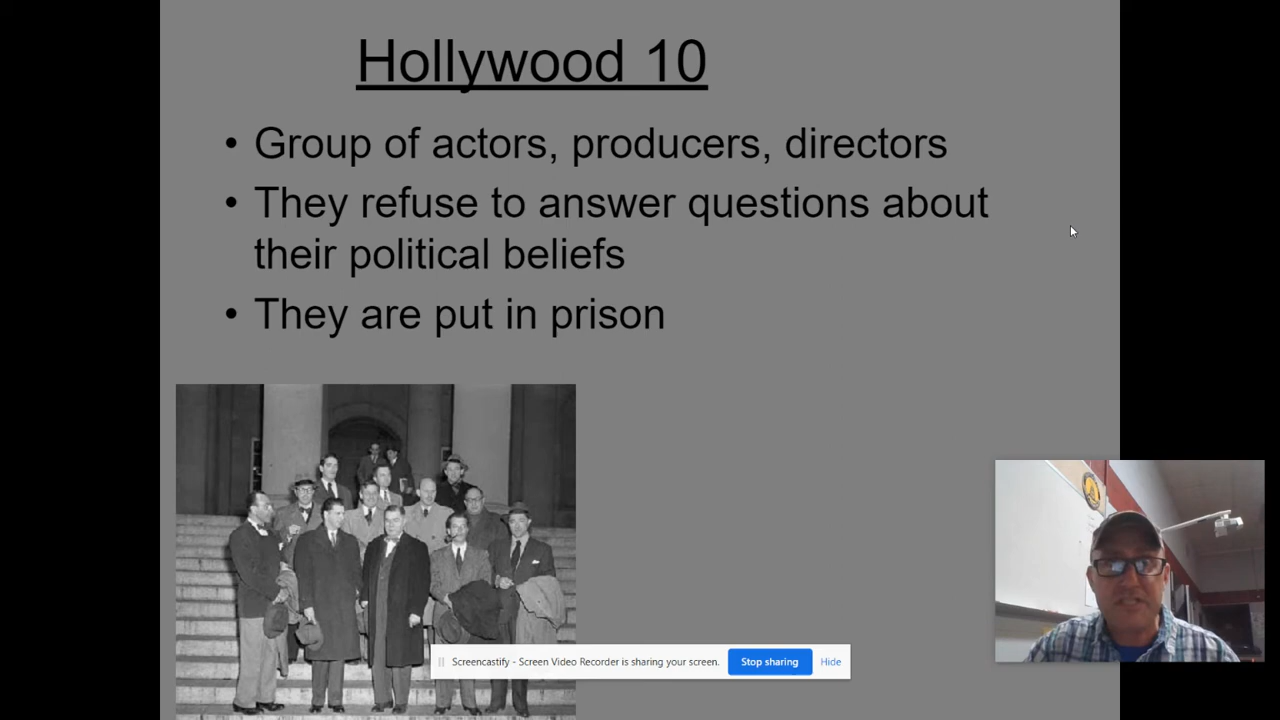 Hollywood 10
• Group of actors, producers, directors
• They refuse to answer questions about
their political beliefs
• They are put in prison
Screencastify - Screen Video Recorder is sharing your screen. Stop sharing Hide